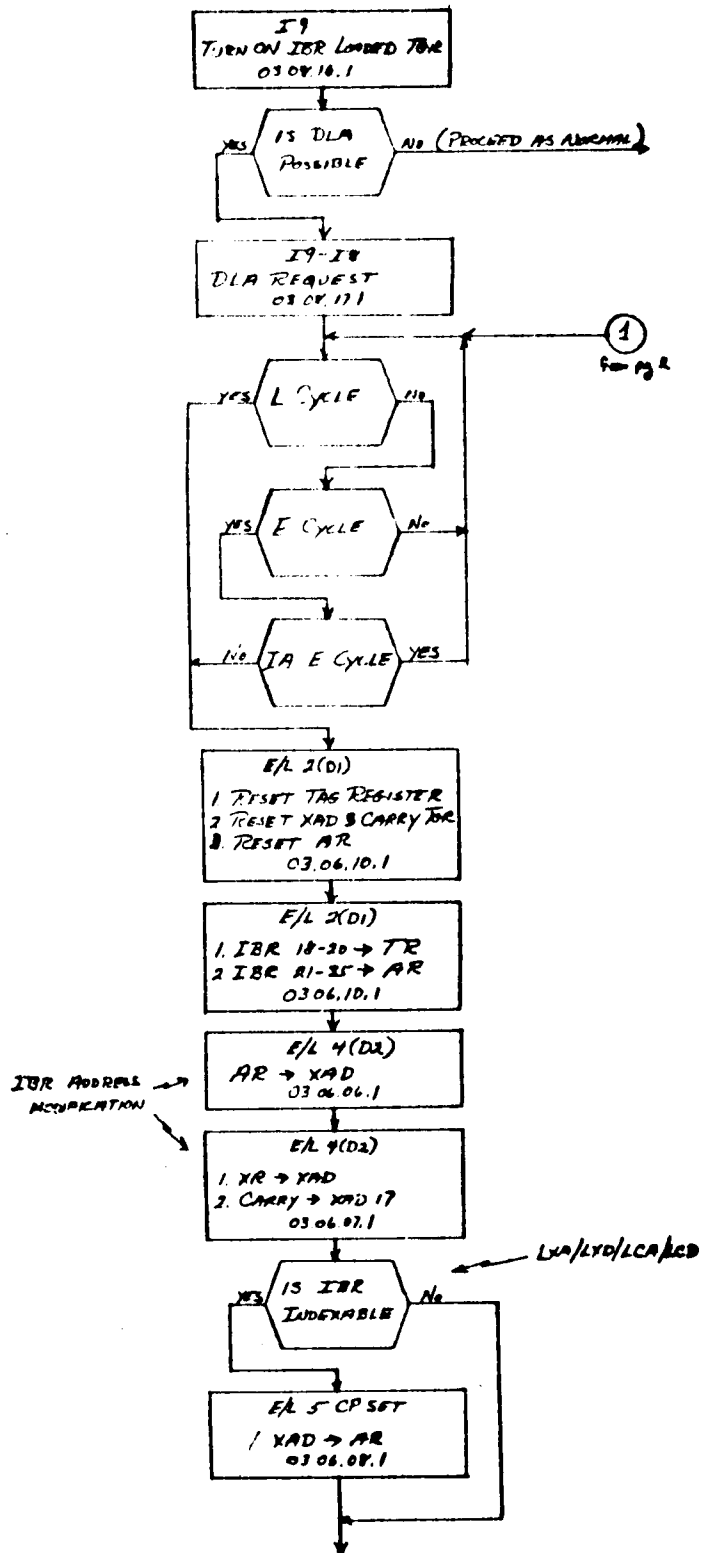 I9
TURN ON IBR LOADED TGR
03 08.16.1
IS DLA
POSSIBLE
YES
NO (PROCEED AS NORMAL)
I9-I8
DLA REQUEST
03.08.17.1
1
from pg 2
L CYCLE
YES
NO
E CYCLE
YES
NO
IA E CYCLE
NO
YES
E/L 2(D1)
1 RESET TAG REGISTER
2 RESET XAD & CARRY TGR
3. RESET AR
03.06.10.1
E/L 2(D1)
1. IBR 18-20 → TR
2 IBR 21-35 → AR
03.06.10.1
E/L 4(D2)
AR → XAD
03.06.06.1
IBR ADDRESS
MODIFICATION
E/L 4(D2)
1. XR → XAD
2. CARRY → XAD 17
03.06.07.1
LXA/LXD/LCA/LCD
IS IBR
INDEXABLE
YES
NO
E/L 5 CP SET
1 XAD → AR
03 06.08.1